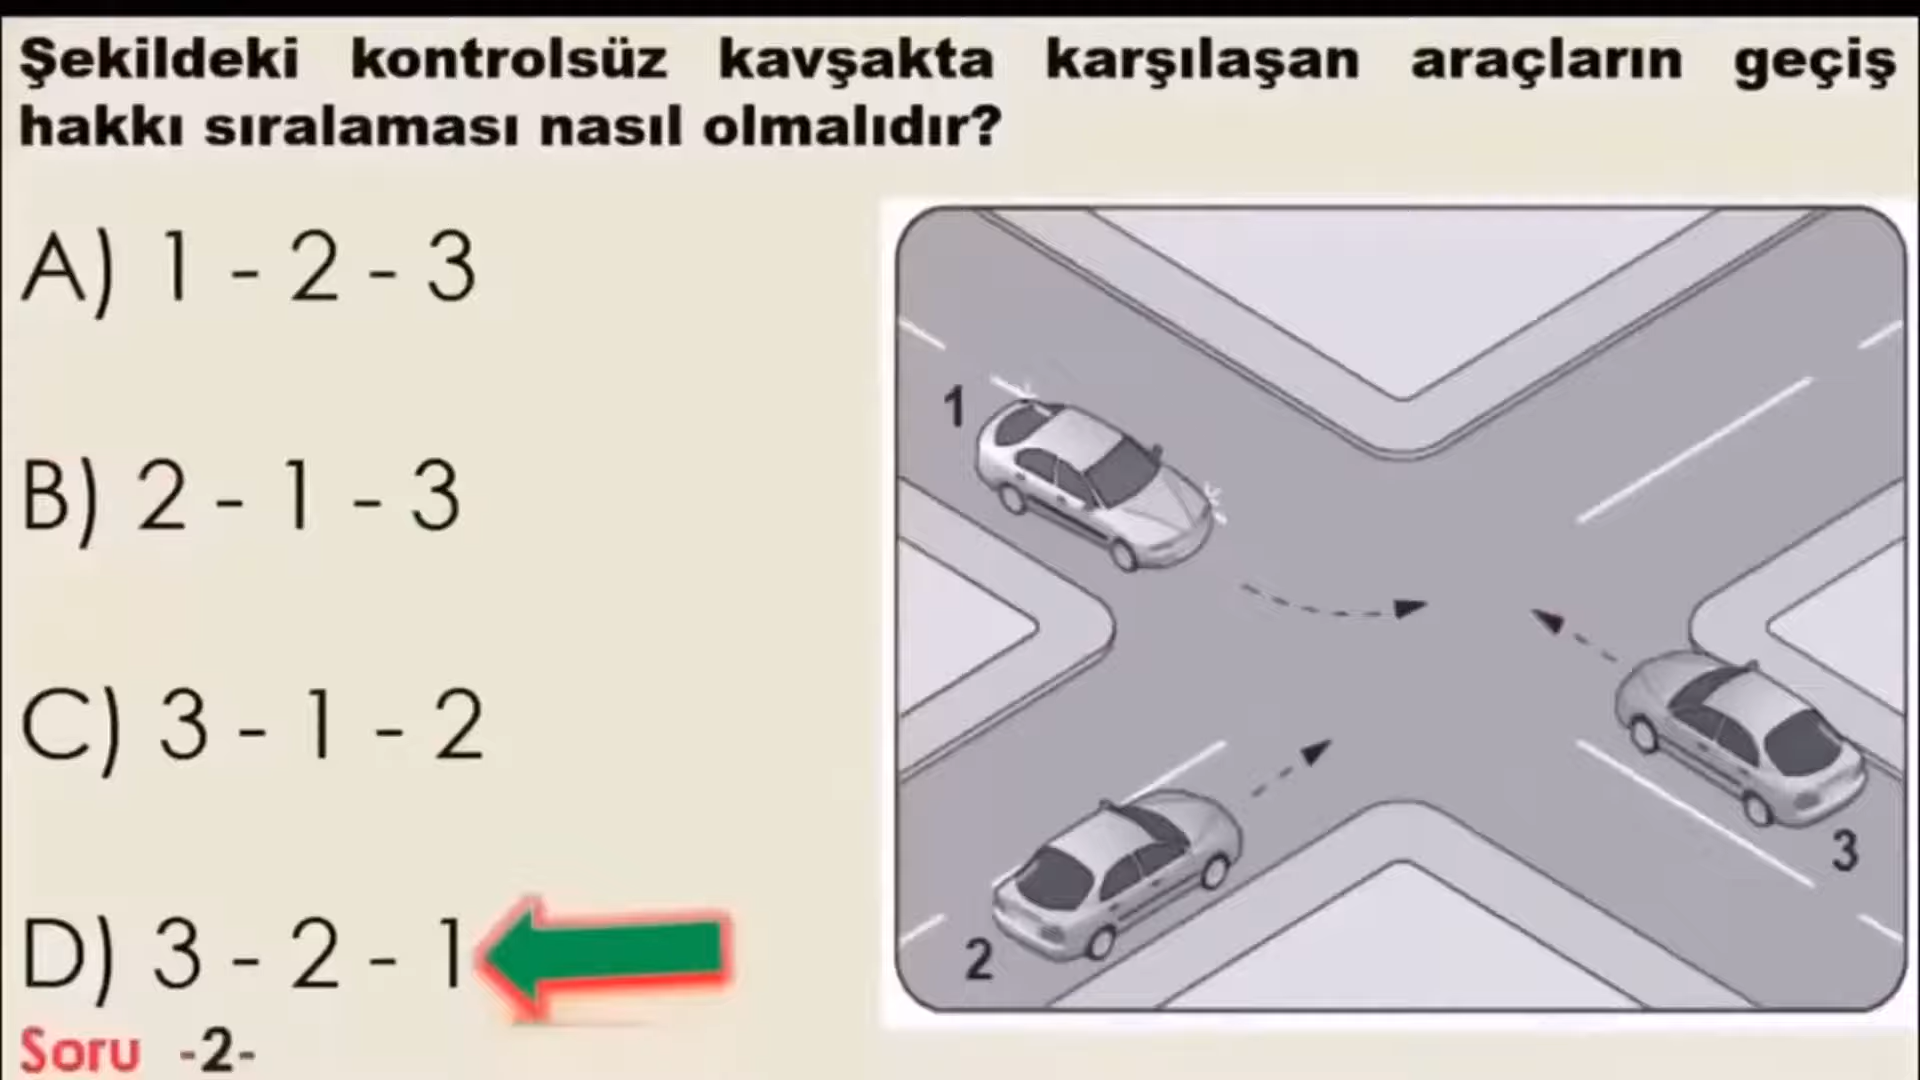 Şekildeki kontrolsüz kavşakta karşılaşan araçların geçiş
hakkı sıralaması nasıl olmalıdır?
A) 1 - 2 - 3
B) 2 - 1 - 3
C) 3 - 1 - 2
D) 3 - 2 - 1
1
2
3
Soru -2-